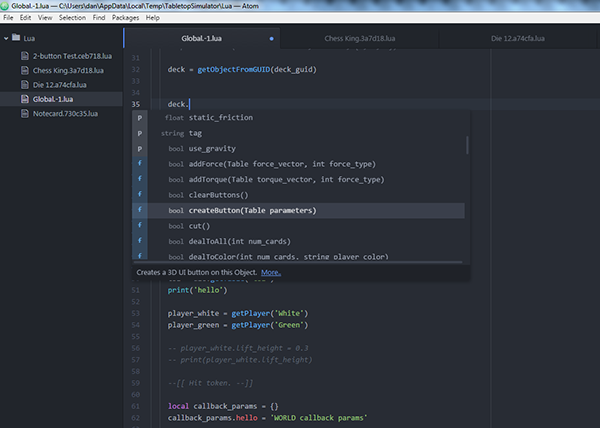 Global.-1.lua — C:\Users\dan\AppData\Local\Temp\TabletopSimulator\Lua — Atom
File Edit View Selection Find Packages Help
Lua
2-button Test.ceb718.lua
Chess King.3a7d18.lua
Die 12.a74cfa.lua
Global.-1.lua
Notecard.730c35.lua
Global.-1.lua Chess King.3a7d18.lua Die 12.a74cfa.lua
31
32 deck = getObjectFromGUID(deck_guid)
33
34
35 deck.
P float static_friction
P string tag
P bool use_gravity
f bool addForce(Table force_vector, int force_type)
f bool addTorque(Table torque_vector, int force_type)
f bool clearButtons()
f bool createButton(Table parameters)
f bool cut()
f bool dealToAll(int num_cards)
f bool dealToColor(int num cards, string player color)
Creates a 3D UI button on this Object. More..
51 print('hello')
52
53 player_white = getPlayer('White')
54 player_green = getPlayer('Green')
55
56 -- player_white.lift_height = 0.3
57 -- print(player_white.lift_height)
58
59 --[[ Hit token. --]]
60
61 local callback_params = {}
62 callback_params.hello = 'WORLD callback params'